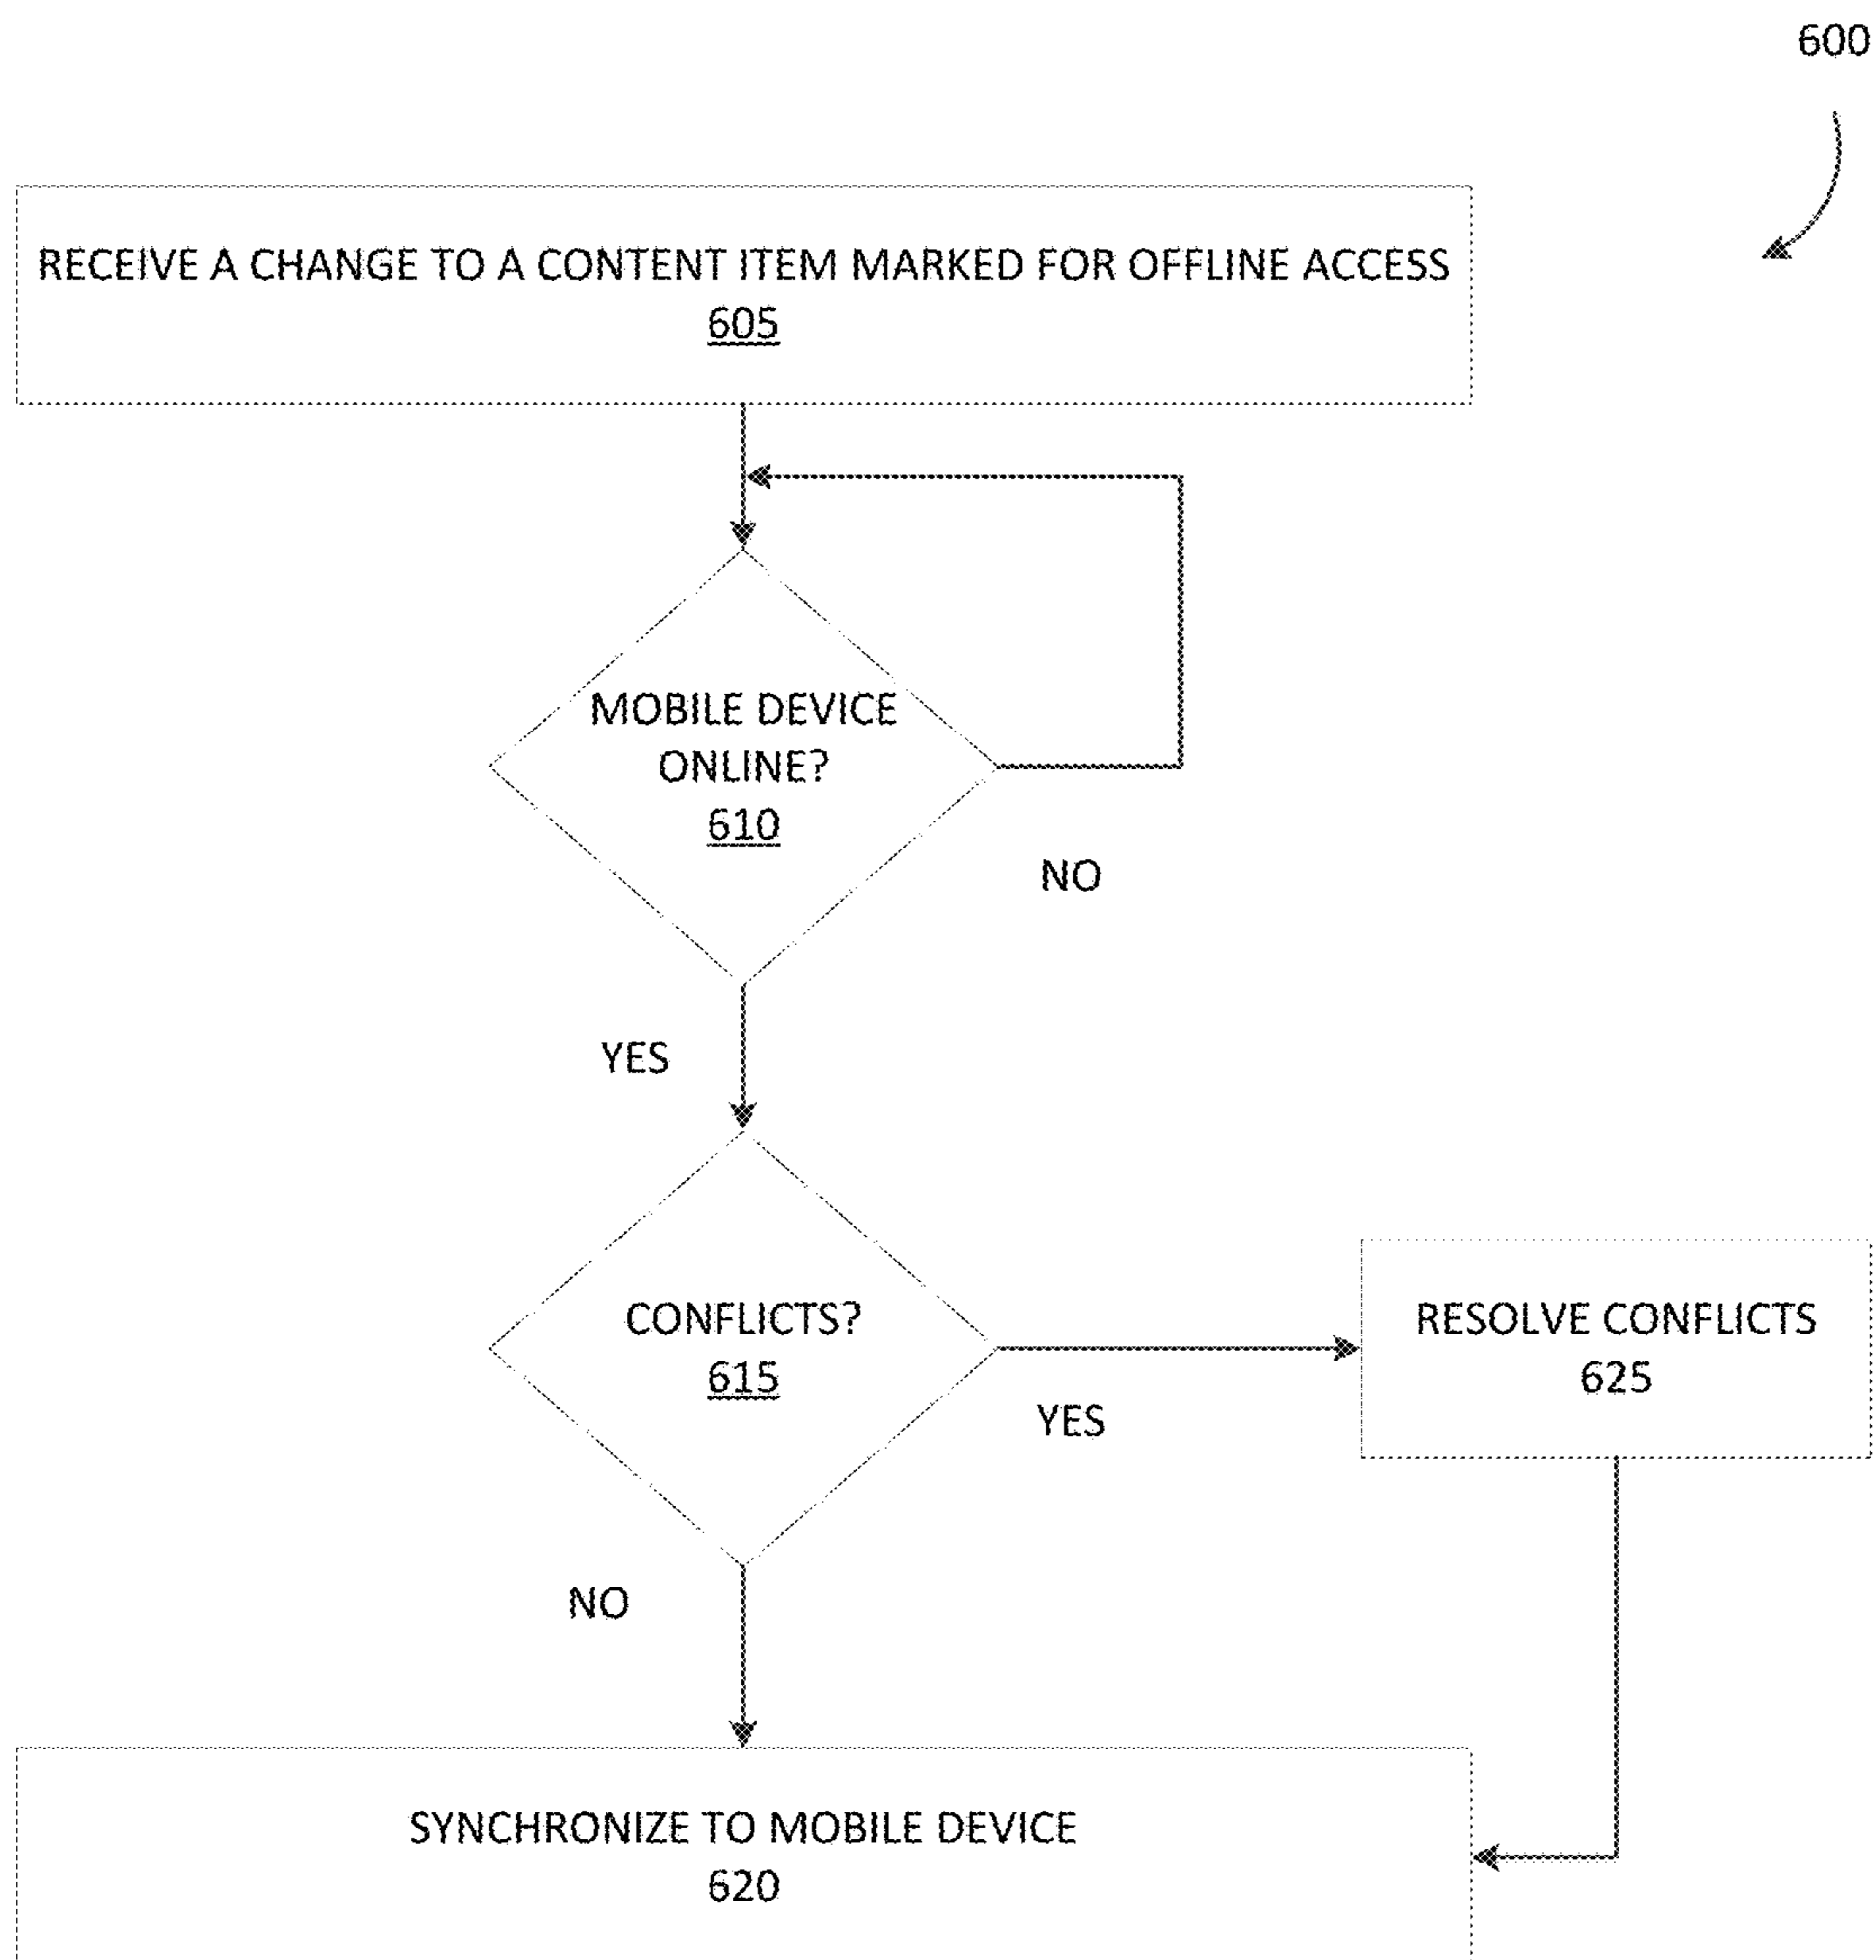 600
RECEIVE A CHANGE TO A CONTENT ITEM MARKED FOR OFFLINE ACCESS
605
MOBILE DEVICE
ONLINE?
610
NO
YES
CONFLICTS?
615
YES
RESOLVE CONFLICTS
625
NO
SYNCHRONIZE TO MOBILE DEVICE
620